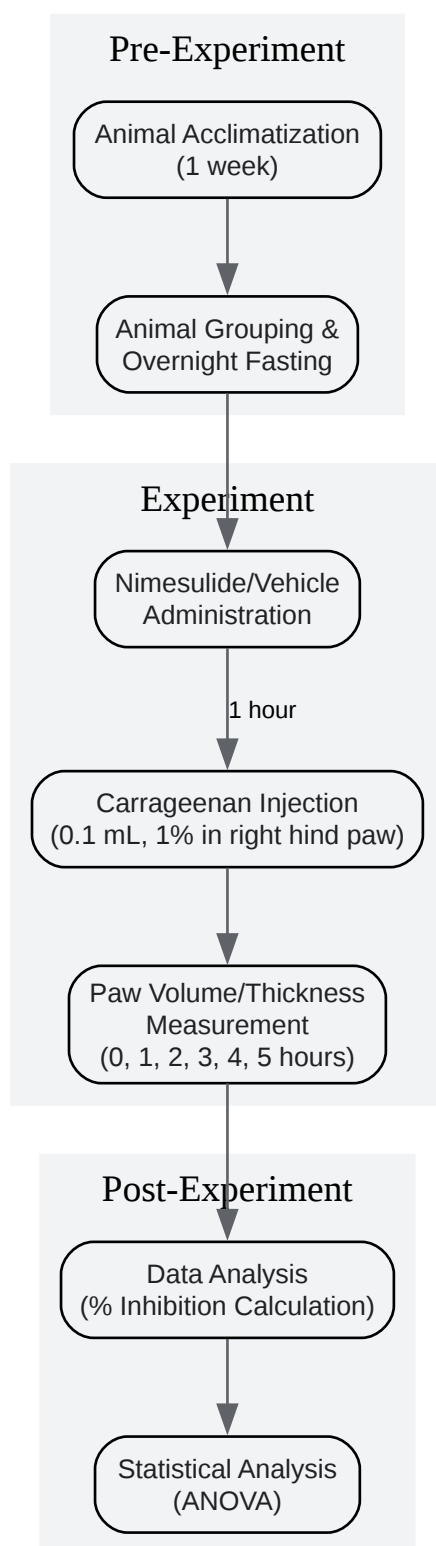 Pre-Experiment
Animal Acclimatization
(1 week)
Animal Grouping &
Overnight Fasting
Experiment
Nimesulide/Vehicle
Administration
1 hour
Carrageenan Injection
(0.1 mL, 1% in right hind paw)
Paw Volume/Thickness
Measurement
(0, 1, 2, 3, 4, 5 hours)
Post-Experiment
Data Analysis
(% Inhibition Calculation)
Statistical Analysis
(ANOVA)